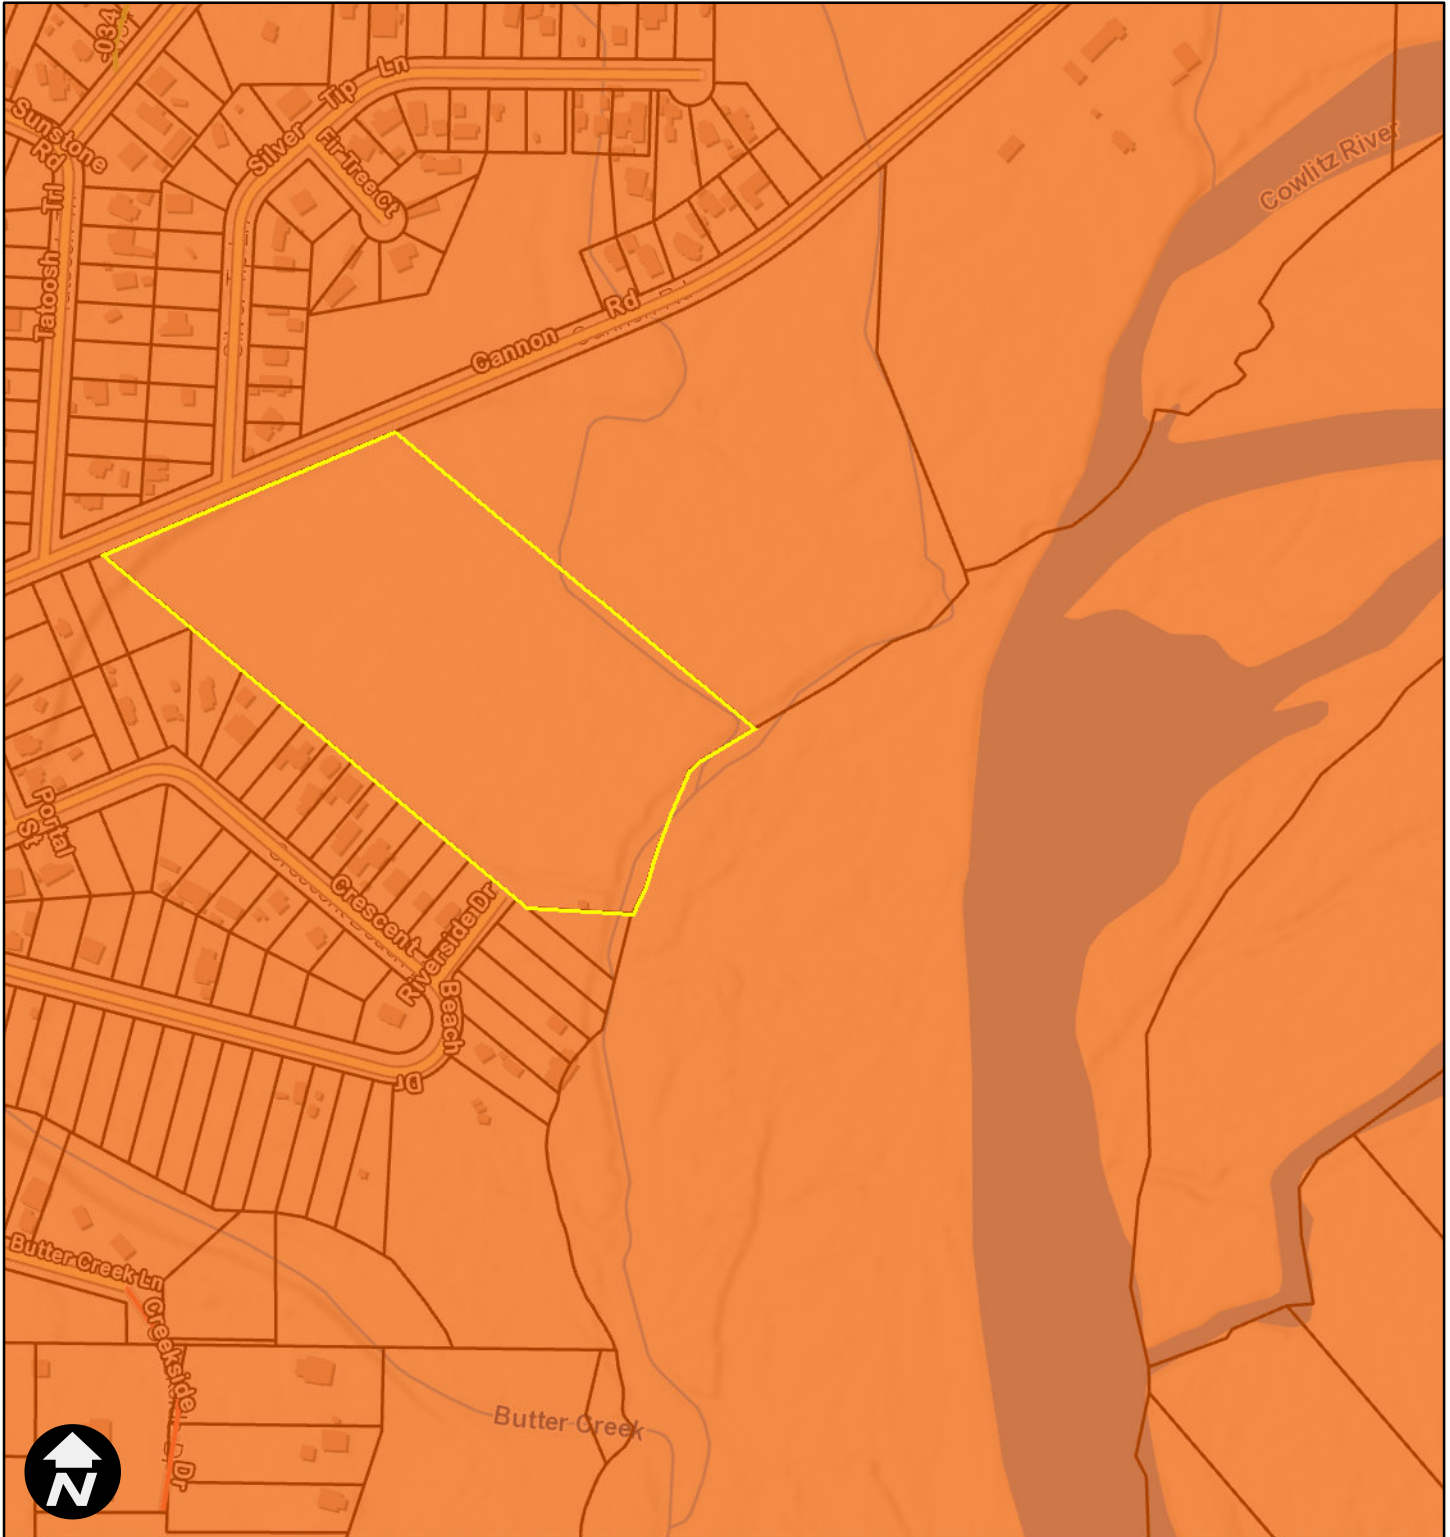 -034
Silver Tip Ln
Sunstone
Rd
Fir Tree Ct
Cowlitz River
Tatoosh Trl
Cannon Rd
Portal
St
Crescent
Riverside Dr
Beach
Dr
Butter Creek Ln
Creekside
Dr
Butter Creek
N